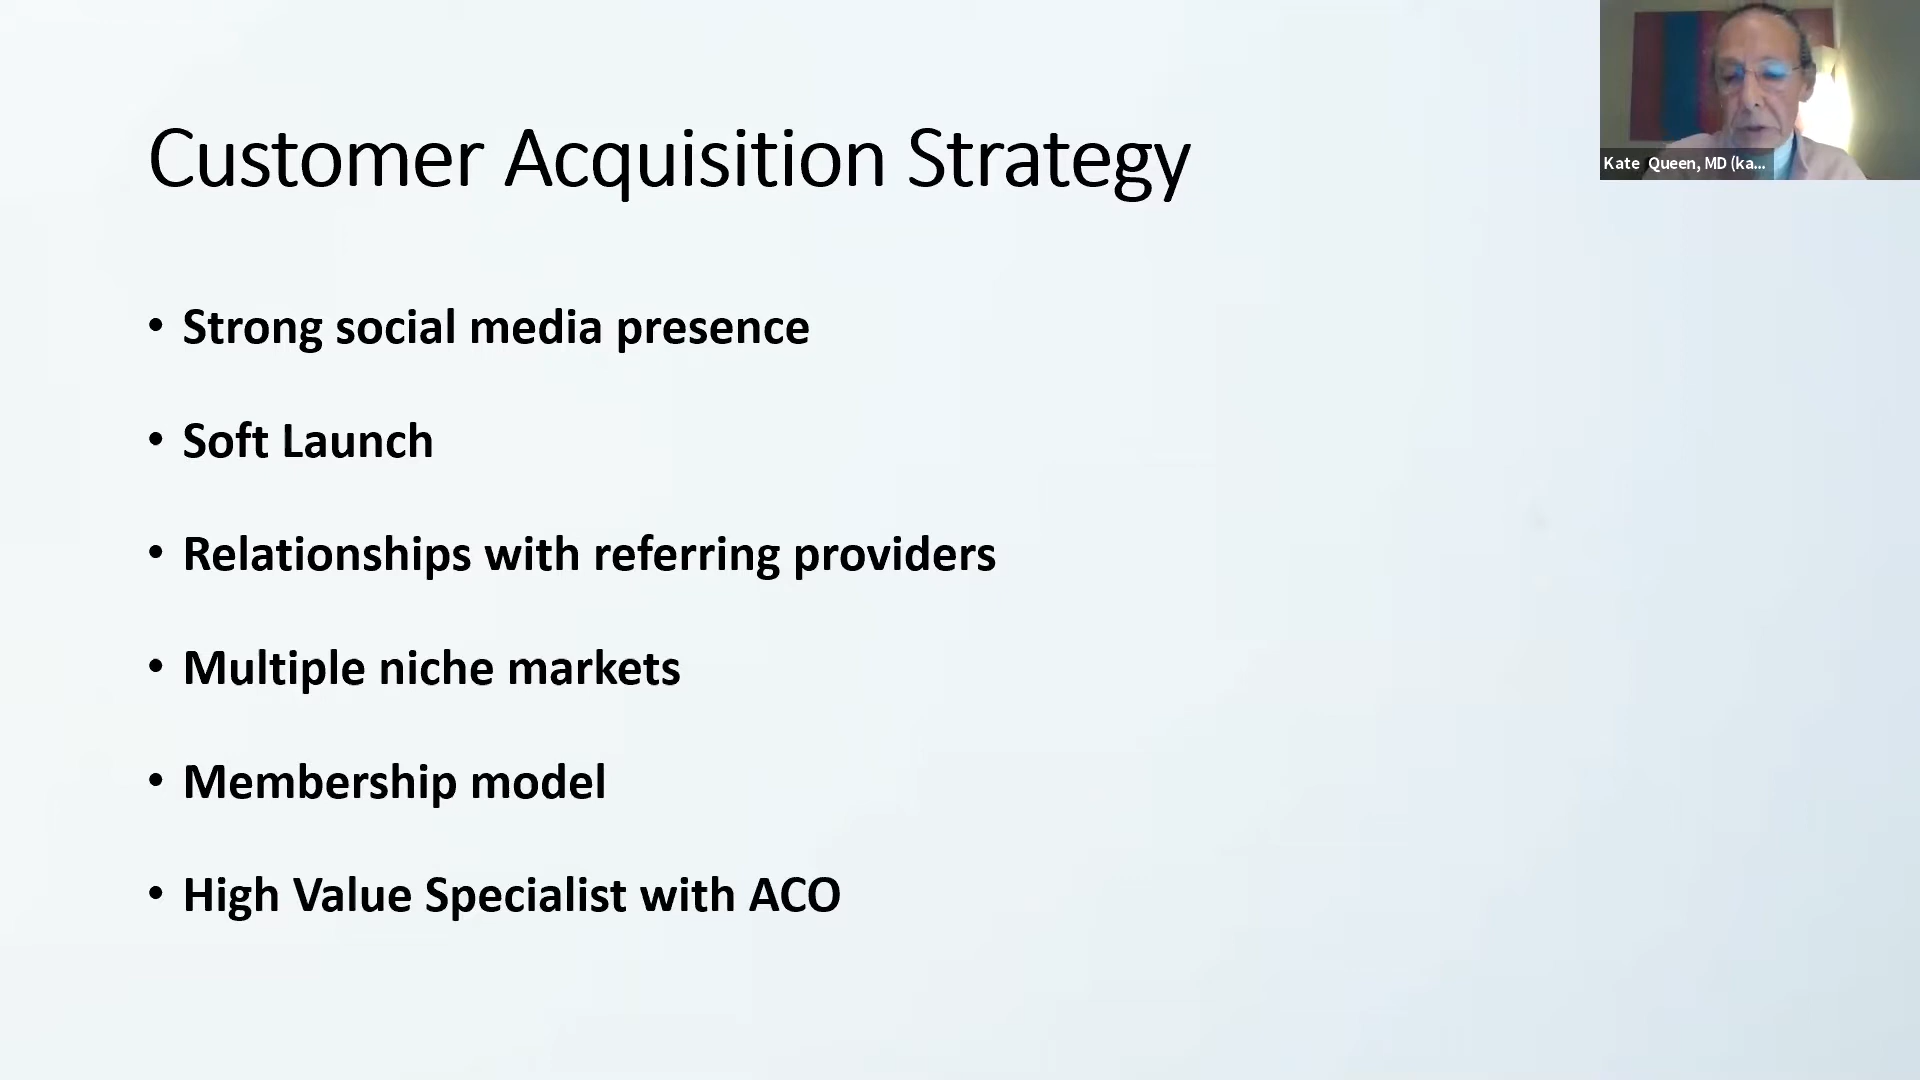 Customer Acquisition Strategy
Kate Queen, MD (ka...
• Strong social media presence
• Soft Launch
• Relationships with referring providers
• Multiple niche markets
• Membership model
• High Value Specialist with ACO